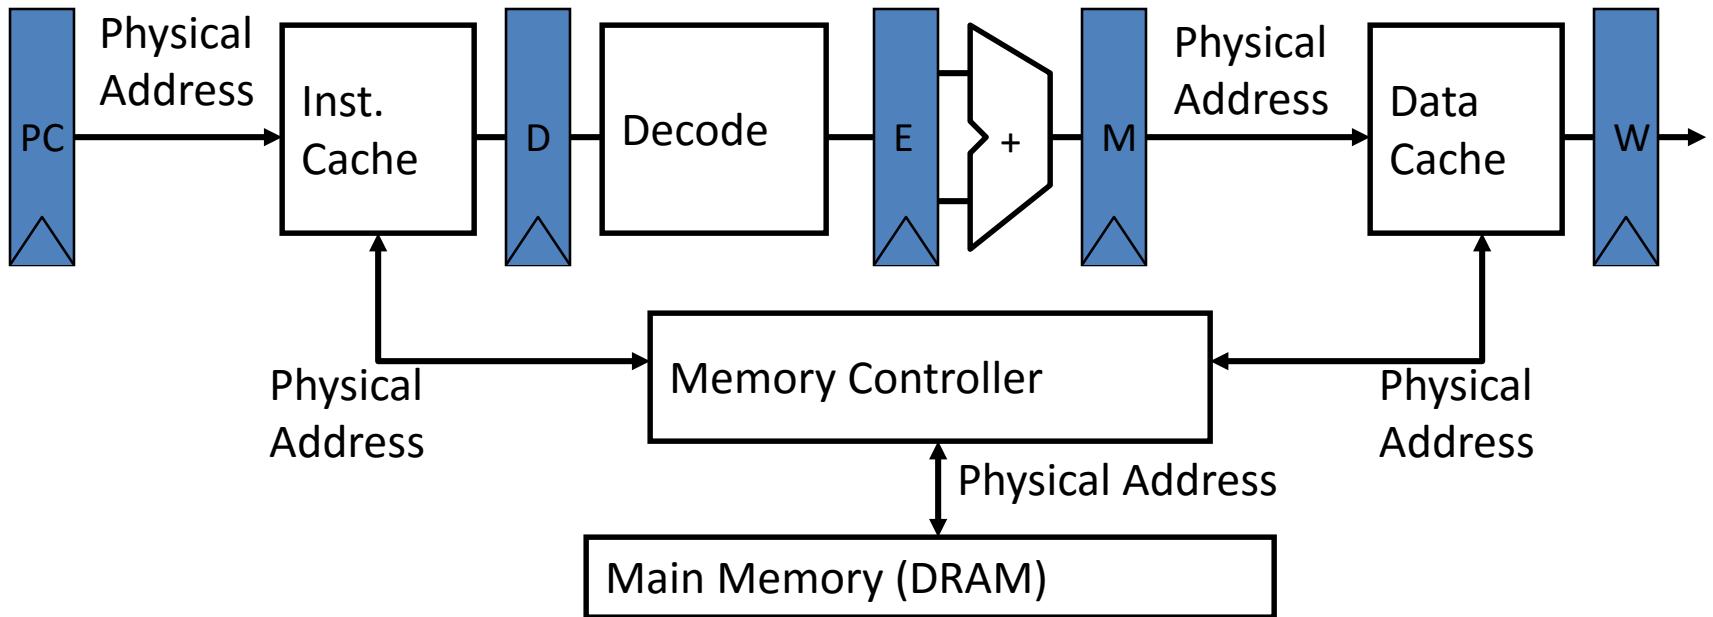 PC
Physical
Address
Inst.
Cache
D
Decode
E
+
M
Physical
Address
Data
Cache
W
Physical
Address
Memory Controller
Physical
Address
Physical Address
Main Memory (DRAM)